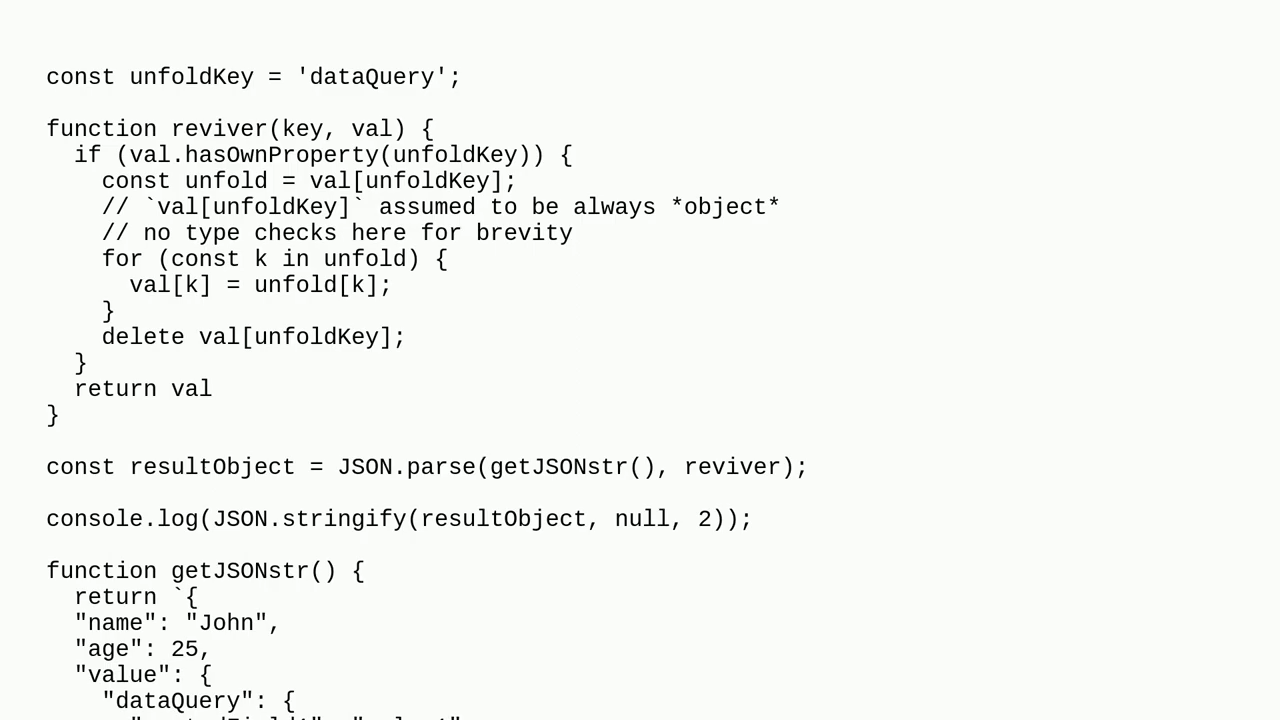 const unfoldKey = 'dataQuery';
function reviver(key, val) {
  if (val.hasOwnProperty(unfoldKey)) {
    const unfold = val[unfoldKey];
    // `val[unfoldKey]` assumed to be always *object*
    // no type checks here for brevity
    for (const k in unfold) {
      val[k] = unfold[k];
    }
    delete val[unfoldKey];
  }
  return val
}
const resultObject = JSON.parse(getJSONstr(), reviver);
console.log(JSON.stringify(resultObject, null, 2));
function getJSONstr() {
  return `{
  "name": "John",
  "age": 25,
  "value": {
    "dataQuery": {